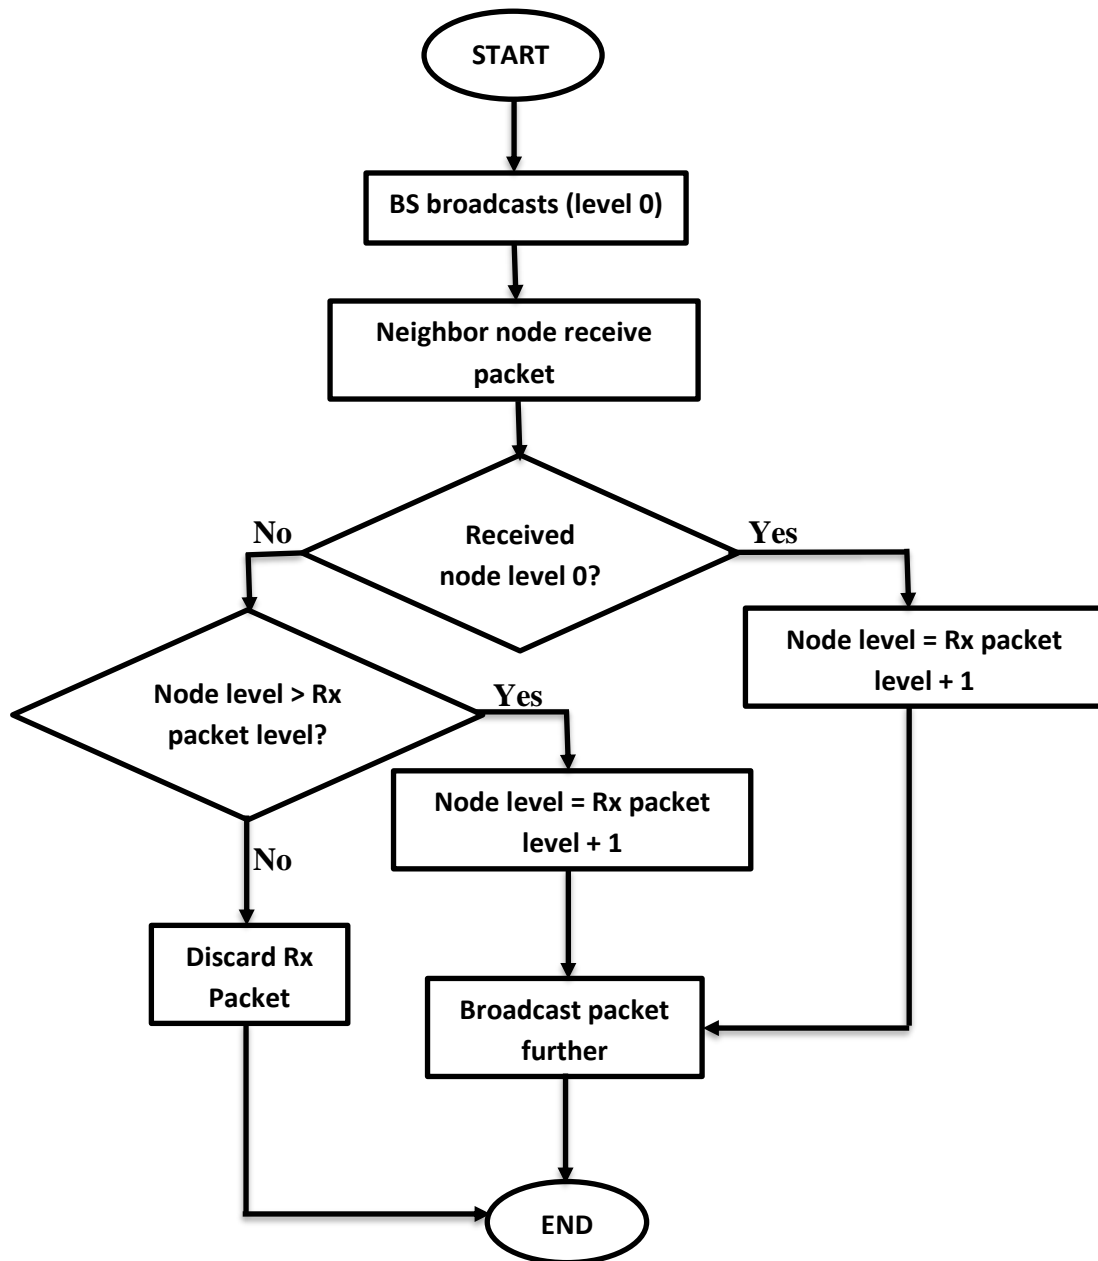 START
BS broadcasts (level 0)
Neighbor node receive
packet
No
Yes
Received
node level 0?
Node level = Rx packet
level + 1
Node level > Rx
packet level?
Yes
Node level = Rx packet
level + 1
No
Discard Rx
Packet
Broadcast packet
further
END